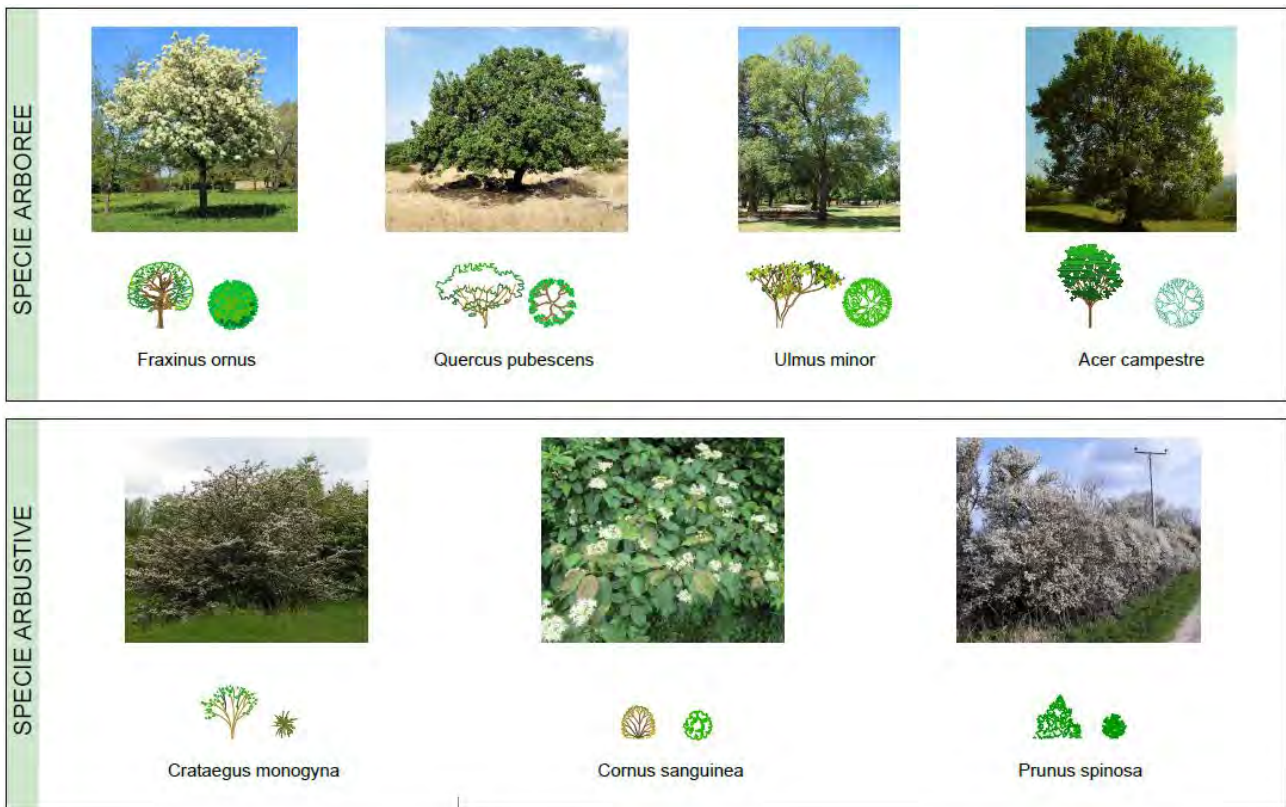 SPECIE ARBOREE
Fraxinus ornus
Quercus pubescens
Ulmus minor
Acer campestre
SPECIE ARBUSTIVE
Crataegus monogyna
Cornus sanguinea
Prunus spinosa